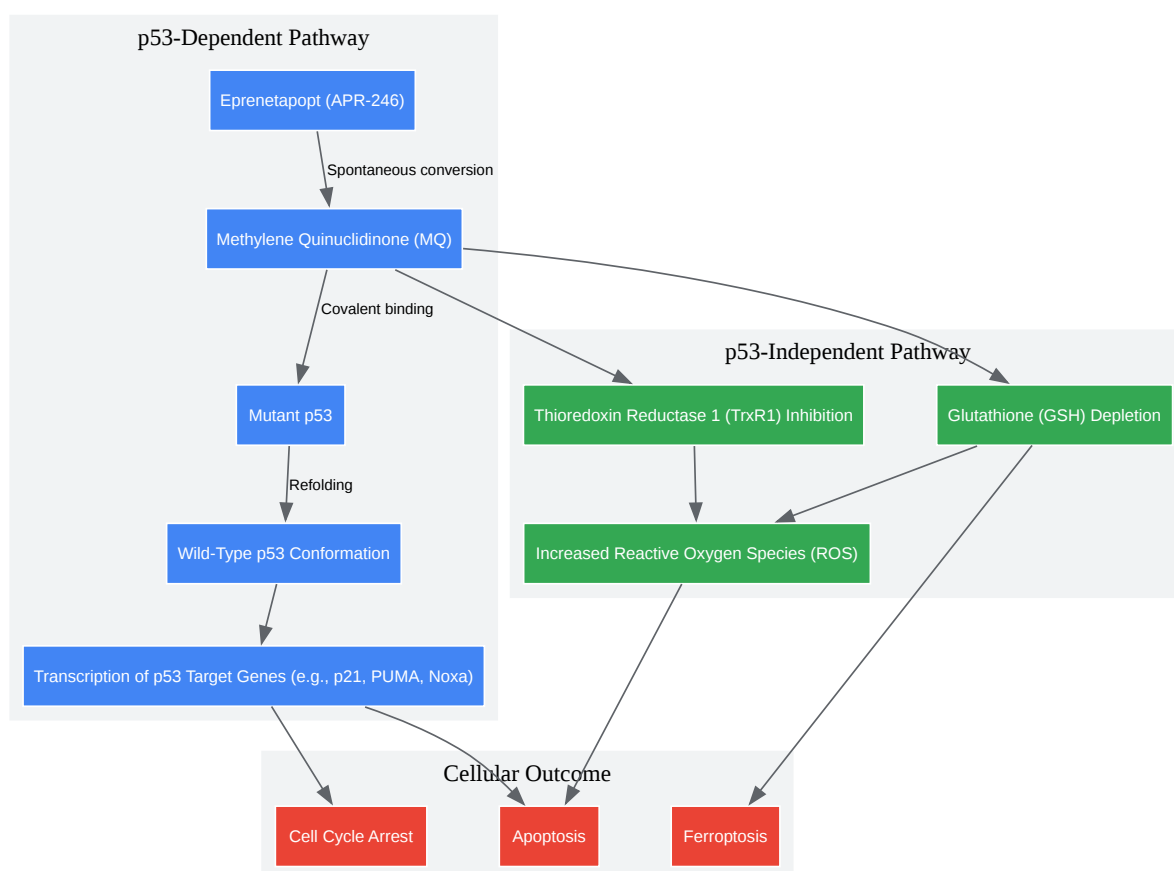 p53-Dependent Pathway
Eprenetapopt (APR-246)
Spontaneous conversion
Methylene Quinuclidinone (MQ)
Covalent binding
p53-Independent Pathway
Mutant p53
Thioredoxin Reductase 1 (TrxR1) Inhibition
Glutathione (GSH) Depletion
Refolding
Wild-Type p53 Conformation
Increased Reactive Oxygen Species (ROS)
Transcription of p53 Target Genes (e.g., p21, PUMA, Noxa)
Cellular Outcome
Cell Cycle Arrest
Apoptosis
Ferroptosis